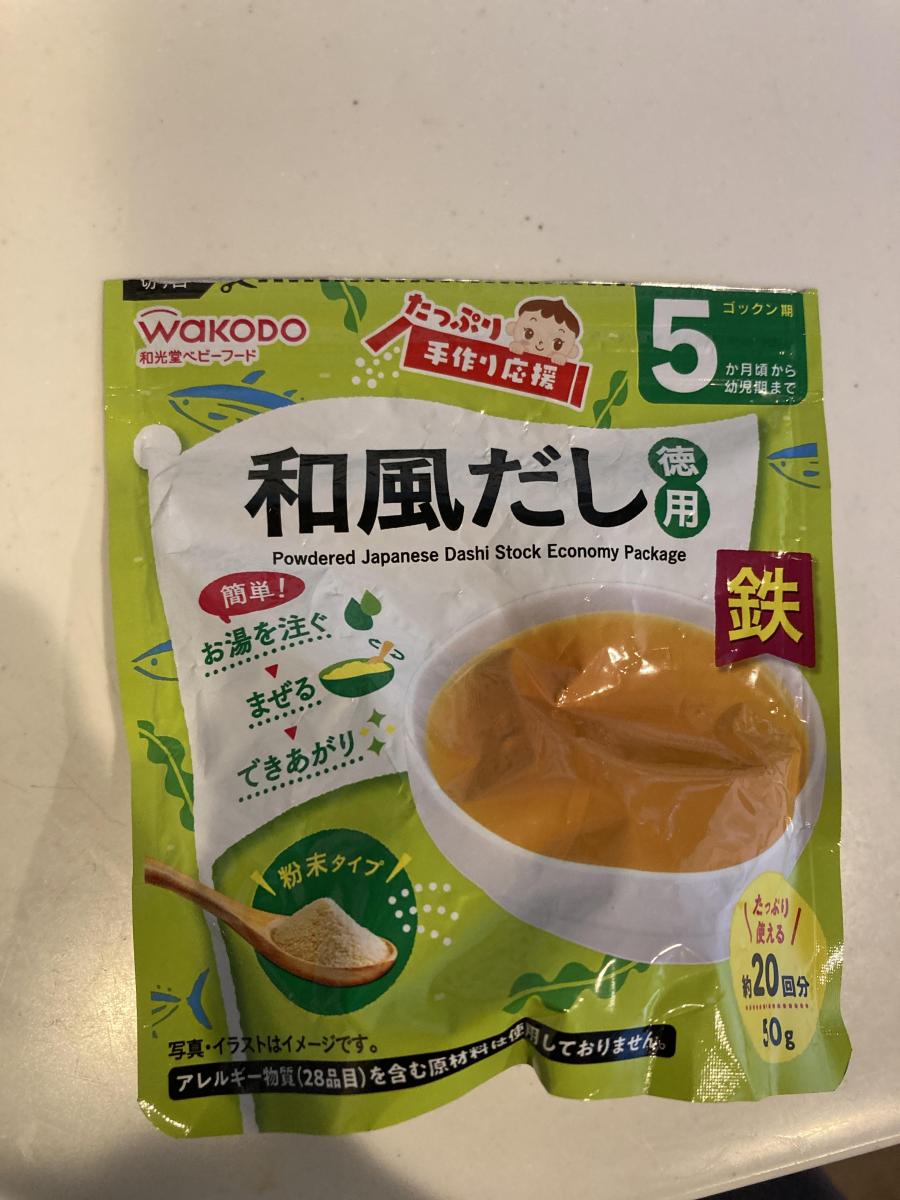 WAKODO
和光堂ベビーフード
たっぷり
手作り応援
5
ゴックン期
か月頃から
幼児期まで
和風だし
徳用
Powdered Japanese Dashi Stock Economy Package
鉄
簡単!
お湯を注ぐ
まぜる
できあがり
粉末タイプ
たっぷり
使える
約20回分
50g
写真・イラストはイメージです。
アレルギー物質(28品目)を含む原材料は使用しておりません。